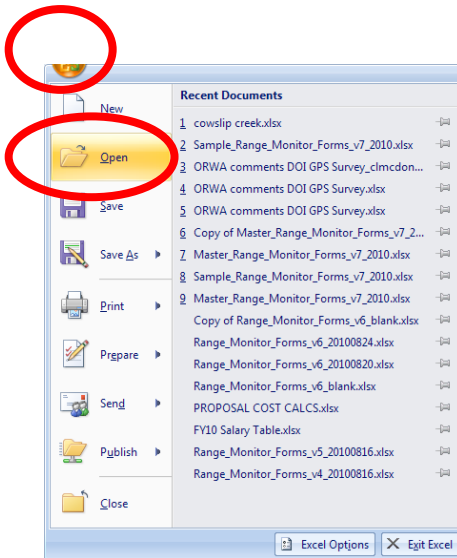 New
Open
Save
Save As
Print
Prepare
Send
Publish
Close
Recent Documents
1 cowslip creek.xlsx
2 Sample_Range_Monitor_Forms_v7_2010.xlsx
3 ORWA comments DOI GPS Survey_clmcdon...
4 ORWA comments DOI GPS Survey.xlsx
5 ORWA comments DOI GPS Survey.xlsx
6 Copy of Master_Range_Monitor_Forms_v7_2...
7 Master_Range_Monitor_Forms_v7_2010.xlsx
8 Sample_Range_Monitor_Forms_v7_2010.xlsx
9 Master_Range_Monitor_Forms_v7_2010.xlsx
Copy of Range_Monitor_Forms_v6_blank.xlsx
Range_Monitor_Forms_v6_20100824.xlsx
Range_Monitor_Forms_v6_20100820.xlsx
Range_Monitor_Forms_v6_blank.xlsx
PROPOSAL COST CALCS.xlsx
FY10 Salary Table.xlsx
Range_Monitor_Forms_v5_20100816.xlsx
Range_Monitor_Forms_v4_20100816.xlsx
Excel Options
X Exit Excel